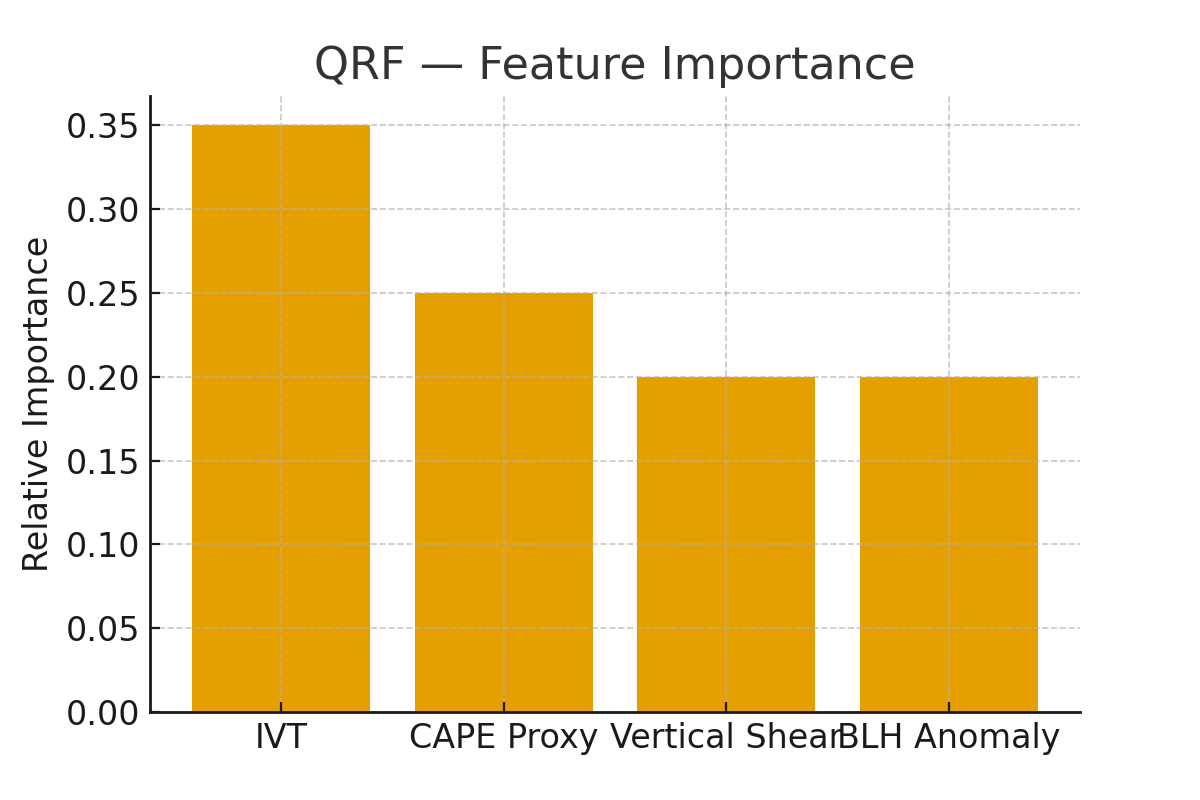 QRF — Feature Importance
Relative Importance
0.35
0.30
0.25
0.20
0.15
0.10
0.05
0.00
IVT
CAPE Proxy
Vertical Shear
BLH Anomaly